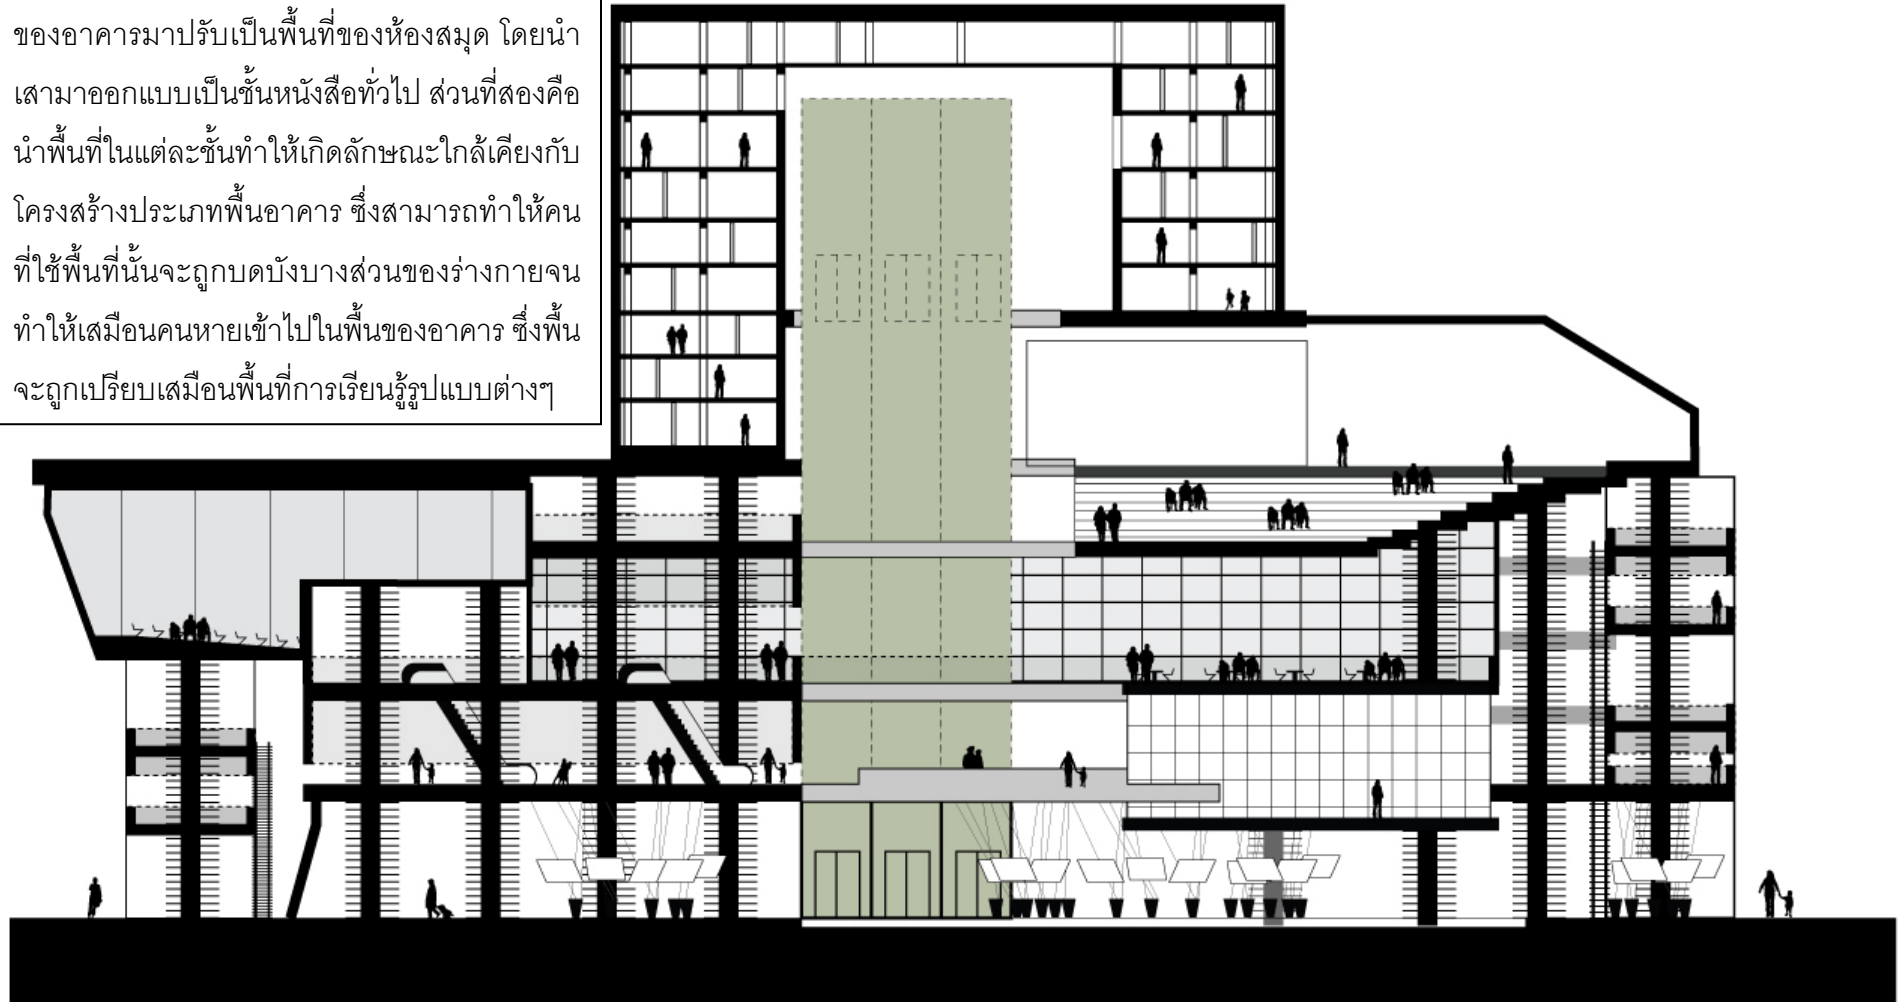 ของอาคารมาปรับเป็นพื้นที่ของห้องสมุด โดยนำ
เสามาออกแบบเป็นชั้นหนังสือทั่วไป ส่วนที่สองคือ
นำพื้นที่ในแต่ละชั้นทำให้เกิดลักษณะใกล้เคียงกับ
โครงสร้างประเภทพื้นอาคาร ซึ่งสามารถทำให้คน
ที่ใช้พื้นที่นั้นจะถูกบดบังบางส่วนของร่างกายจน
ทำให้เสมือนคนหายเข้าไปในพื้นของอาคาร ซึ่งพื้น
จะถูกเปรียบเสมือนพื้นที่การเรียนรู้รูปแบบต่างๆ